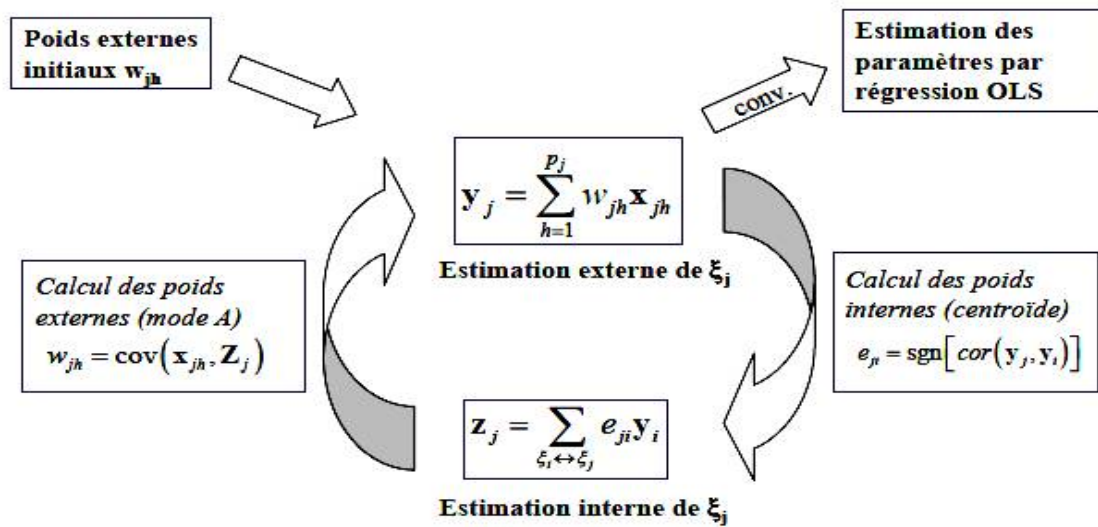 Poids externes
initiaux w_jh
Estimation des
paramètres par
régression OLS
conv.
y_j = ∑_{h=1}^{p_j} w_jh x_jh
Estimation externe de ξ_j
Calcul des poids
externes (mode A)
w_jh = cov(x_jh, Z_j)
Calcul des poids
internes (centroïde)
e_ji = sgn[cor(y_j, y_i)]
z_j = ∑_{ξ_i↔ξ_j} e_ji y_i
Estimation interne de ξ_j